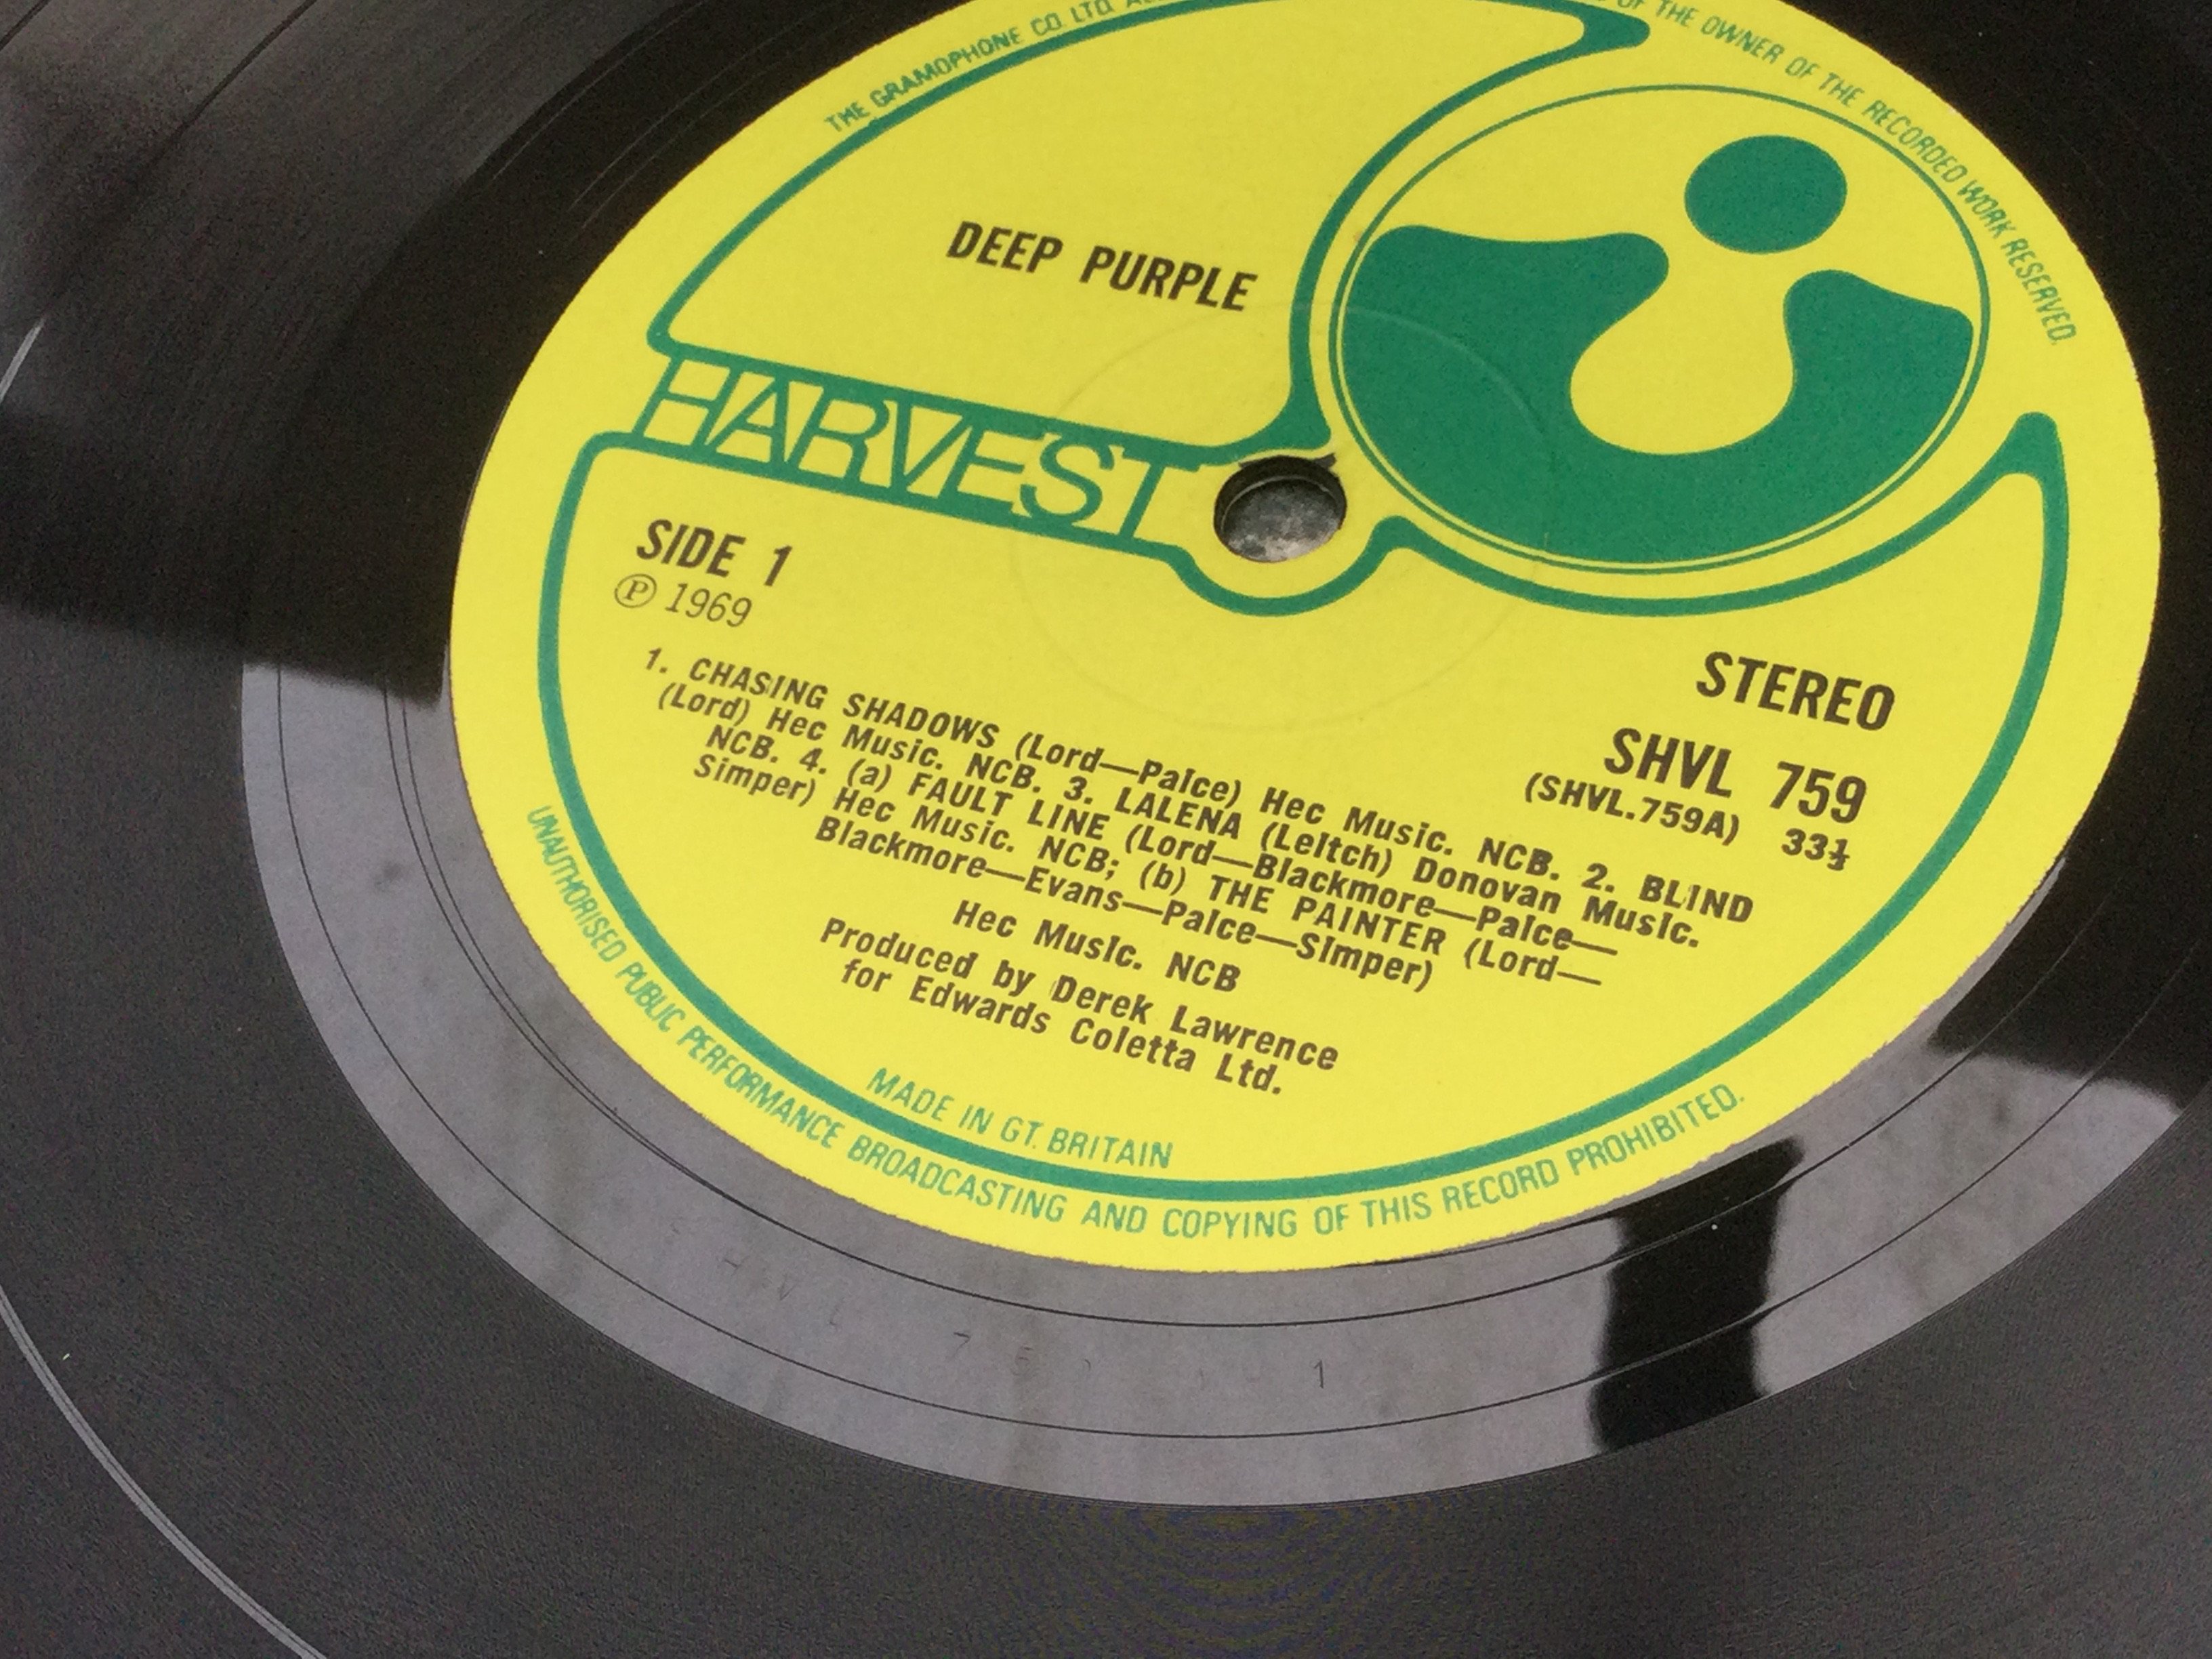 THE GRAMOPHONE CO. LTD.
OF THE OWNER OF THE RECORDED WORK RESERVED.
DEEP PURPLE
HARVEST
SIDE 1
Ⓟ 1969
STEREO
SHVL 759
(SHVL.759A) 33⅓
1. CHASING SHADOWS (Lord—Paice) Hec Music. NCB. 2. BLIND
(Lord) Hec Music. NCB. 3. LALENA (Leitch) Donovan Music.
NCB. 4. (a) FAULT LINE (Lord—Blackmore—Paice—
Simper) Hec Music. NCB; (b) THE PAINTER (Lord—
Blackmore—Evans—Paice—Simper)
Hec Music. NCB
Produced by Derek Lawrence
for Edwards Coletta Ltd.
MADE IN GT. BRITAIN
UNAUTHORISED PUBLIC PERFORMANCE BROADCASTING AND COPYING OF THIS RECORD PROHIBITED.